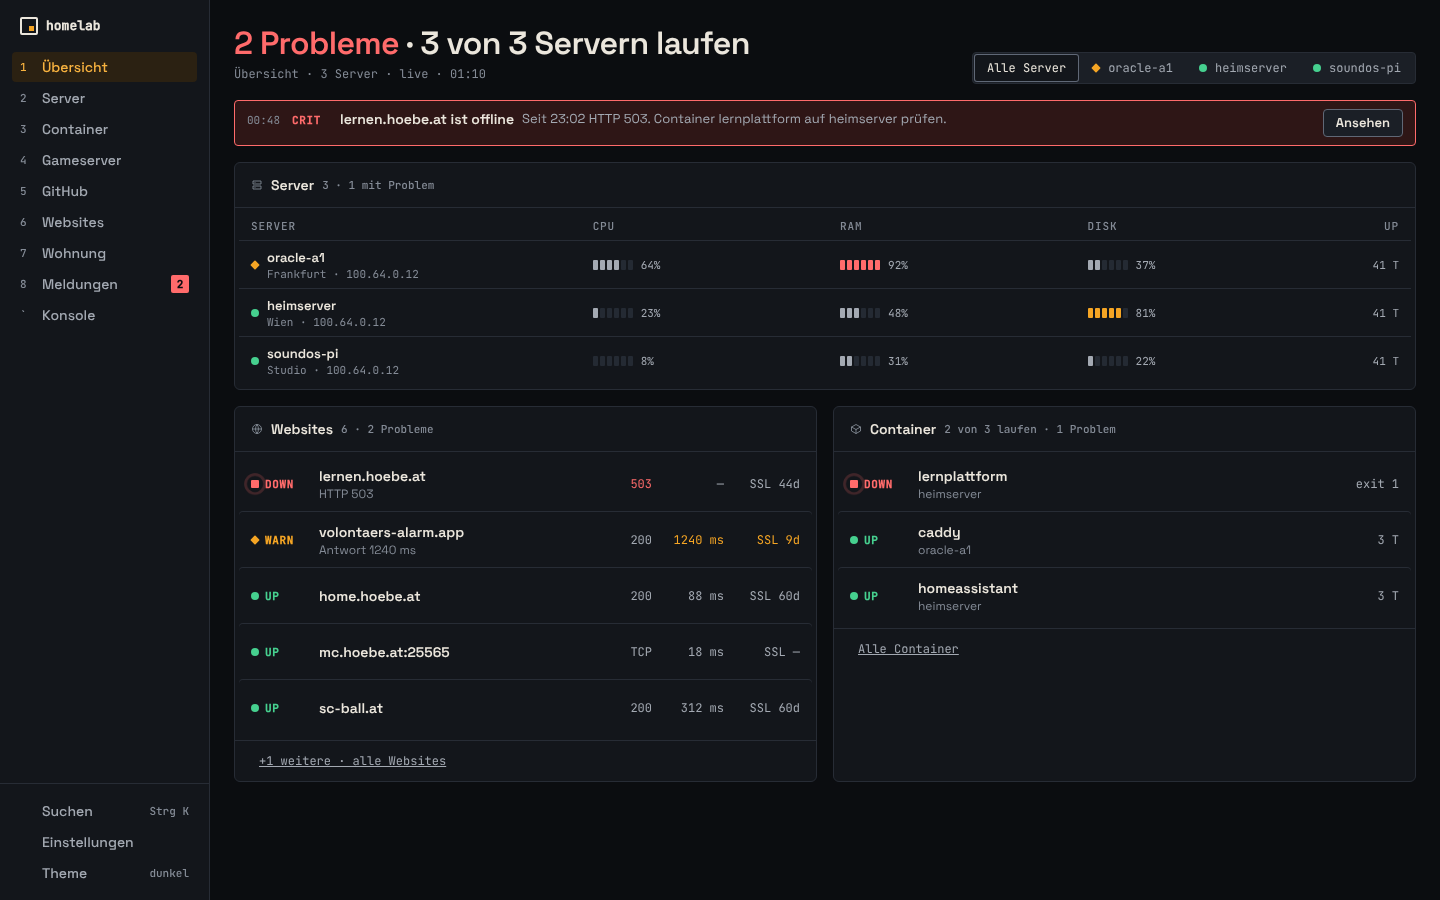 homelab
1 Übersicht
2 Server
3 Container
4 Gameserver
5 GitHub
6 Websites
7 Wohnung
8 Meldungen 2
` Konsole
Suchen Strg K
Einstellungen
Theme dunkel
2 Probleme · 3 von 3 Servern laufen
Übersicht · 3 Server · live · 01:10
Alle Server oracle-a1 heimserver soundos-pi
00:48 CRIT lernen.hoebe.at ist offline Seit 23:02 HTTP 503. Container lernplattform auf heimserver prüfen. Ansehen
Server 3 · 1 mit Problem
SERVER CPU RAM DISK UP
oracle-a1 64% 92% 37% 41 T
Frankfurt · 100.64.0.12
heimserver 23% 48% 81% 41 T
Wien · 100.64.0.12
soundos-pi 8% 31% 22% 41 T
Studio · 100.64.0.12
Websites 6 · 2 Probleme
DOWN lernen.hoebe.at 503 — SSL 44d
HTTP 503
WARN volontaers-alarm.app 200 1240 ms SSL 9d
Antwort 1240 ms
UP home.hoebe.at 200 88 ms SSL 60d
UP mc.hoebe.at:25565 TCP 18 ms SSL —
UP sc-ball.at 200 312 ms SSL 60d
+1 weitere · alle Websites
Container 2 von 3 laufen · 1 Problem
DOWN lernplattform exit 1
heimserver
UP caddy 3 T
oracle-a1
UP homeassistant 3 T
heimserver
Alle Container